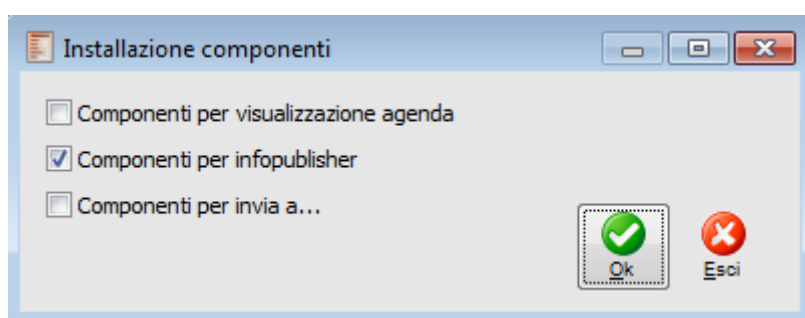 Installazione componenti
Componenti per visualizzazione agenda
Componenti per infopublisher
Componenti per invia a...
Ok
Esci